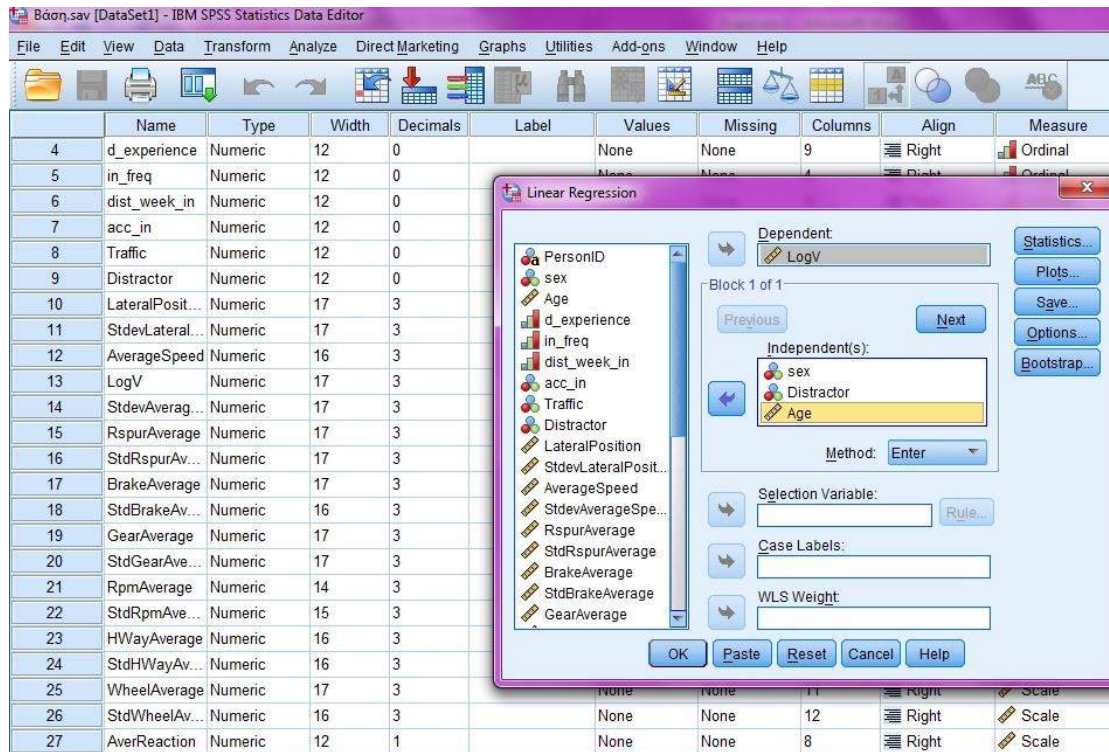 Βάση.sav [DataSet1] - IBM SPSS Statistics Data Editor
File Edit View Data Transform Analyze Direct Marketing Graphs Utilities Add-ons Window Help
Name Type Width Decimals Label Values Missing Columns Align Measure
4 d_experience Numeric 12 0 None None 9 Right Ordinal
5 in_freq Numeric 12 0
6 dist_week_in Numeric 12 0
7 acc_in Numeric 12 0
8 Traffic Numeric 12 0
9 Distractor Numeric 12 0
10 LateralPosit... Numeric 17 3
11 StdevLateral... Numeric 17 3
12 AverageSpeed Numeric 16 3
13 LogV Numeric 17 3
14 StdevAverag... Numeric 17 3
15 RspurAverage Numeric 17 3
16 StdRspurAv... Numeric 17 3
17 BrakeAverage Numeric 17 3
18 StdBrakeAv... Numeric 16 3
19 GearAverage Numeric 17 3
20 StdGearAve... Numeric 17 3
21 RpmAverage Numeric 14 3
22 StdRpmAve... Numeric 15 3
23 HWayAverage Numeric 16 3
24 StdHWayAv... Numeric 16 3
25 WheelAverage Numeric 17 3 None None 11 Right Scale
26 StdWheelAv... Numeric 16 3 None None 12 Right Scale
27 AverReaction Numeric 12 1 None None 8 Right Scale
Linear Regression
PersonID
sex
Age
d_experience
in_freq
dist_week_in
acc_in
Traffic
Distractor
LateralPosition
StdevLateralPosit...
AverageSpeed
StdevAverageSpe...
RspurAverage
StdRspurAverage
BrakeAverage
StdBrakeAverage
GearAverage
Dependent:
LogV
Block 1 of 1
Previous Next
Independent(s):
sex
Distractor
Age
Method: Enter
Selection Variable:
Rule...
Case Labels:
WLS Weight:
Statistics...
Plots...
Save...
Options...
Bootstrap...
OK Paste Reset Cancel Help